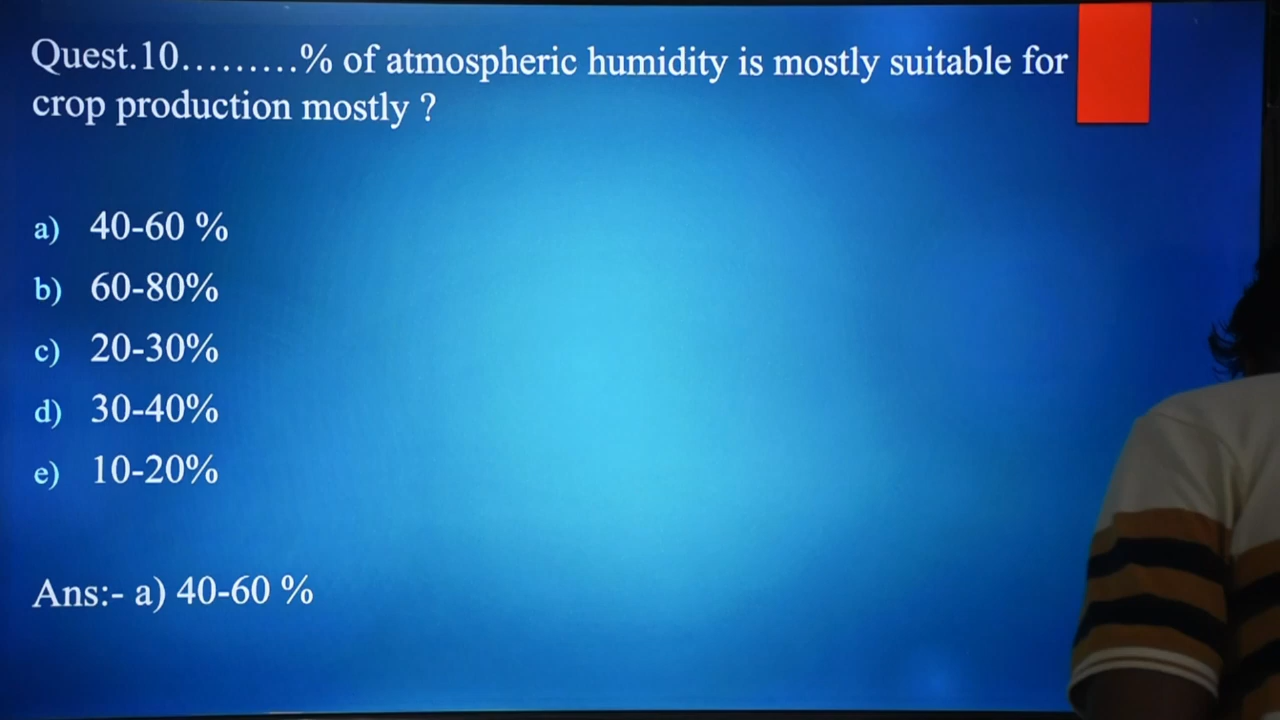 Quest.10.........% of atmospheric humidity is mostly suitable for
crop production mostly ?
a) 40-60 %
b) 60-80%
c) 20-30%
d) 30-40%
e) 10-20%
Ans:- a) 40-60 %